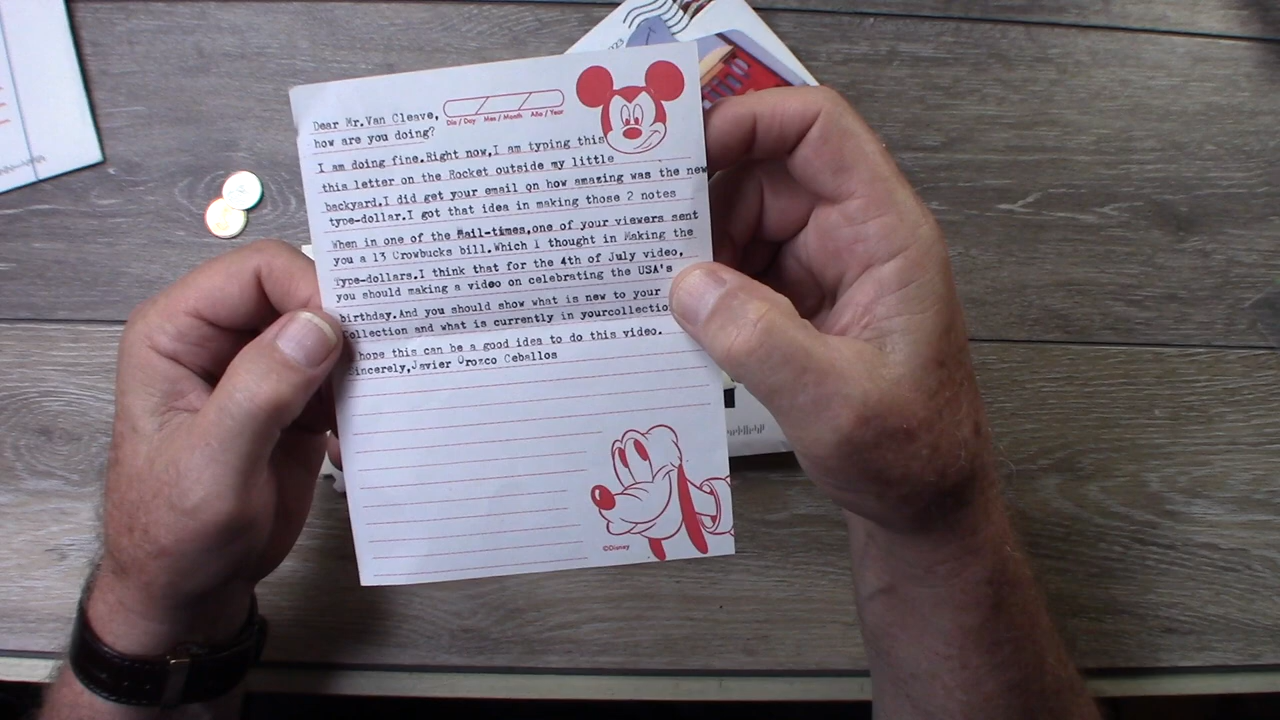 Dear Mr.Van Cleave,
how are you doing?
Dia / Day Mes / Month Año / Year
I am doing fine.Right now,I am typing this
this letter on the Rocket outside my little
backyard.I did get your email on how amazing was the new
type-dollar.I got that idea in making those 2 notes
When in one of the Mail-times,one of your viewers sent
you a 13 Crowbucks bill.Which I thought in Making the
Type-dollars.I think that for the 4th of July video,
you should making a video on celebrating the USA's
birthday.And you should show what is new to your
collection and what is currently in yourcollectio
hope this can be a good idea to do this video.
Sincerely,Javier Orozco Ceballos
©Disney